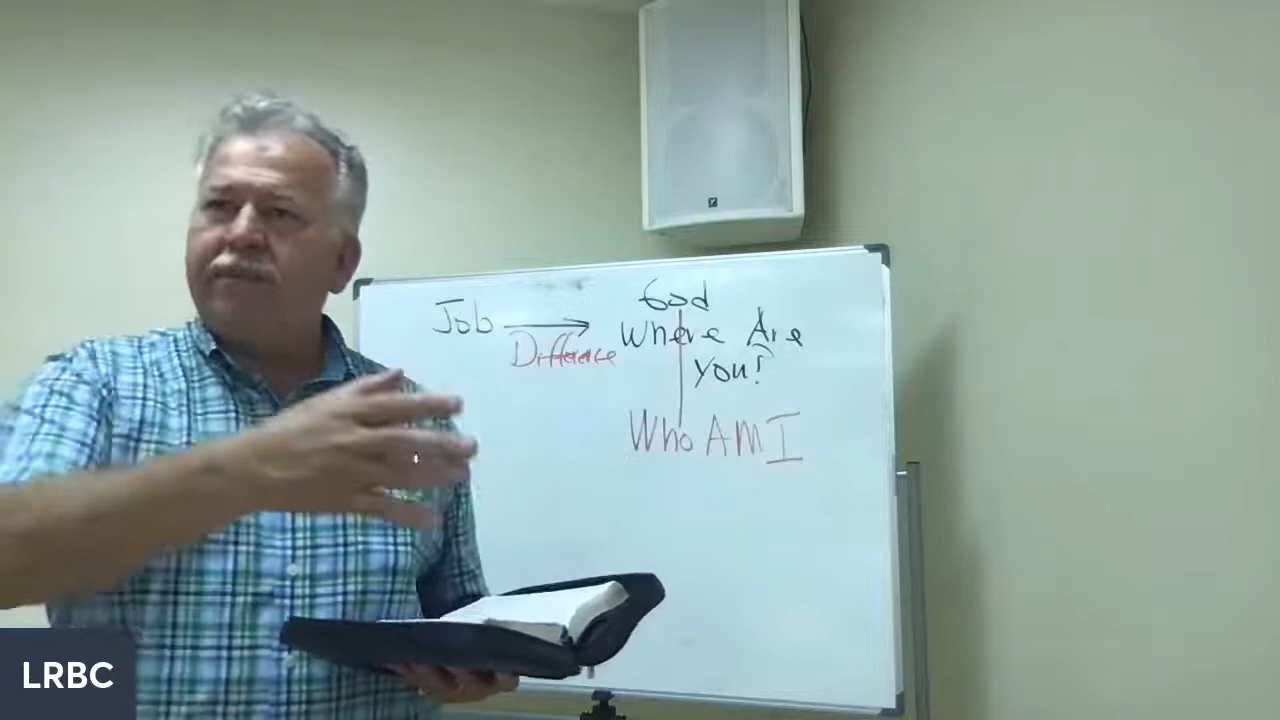 Job
Difference
God
Where Are
You?
Who AM I
LRBC